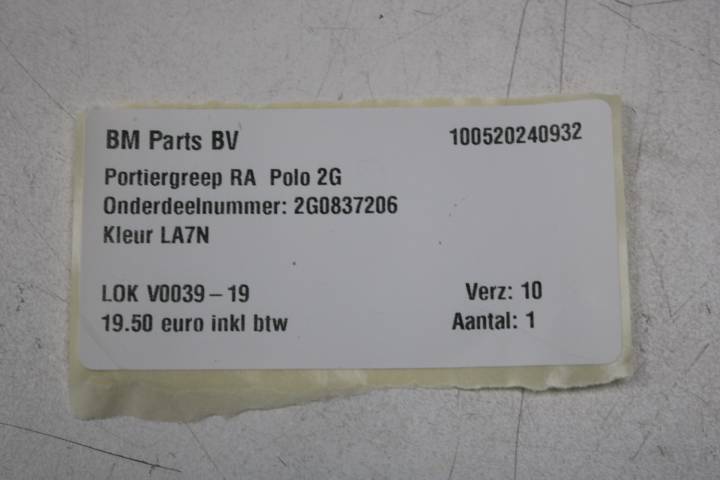 BM Parts BV 100520240932
Portiergreep RA Polo 2G
Onderdeelnummer: 2G0837206
Kleur LA7N
LOK V0039-19 Verz: 10
19.50 euro inkl btw Aantal: 1